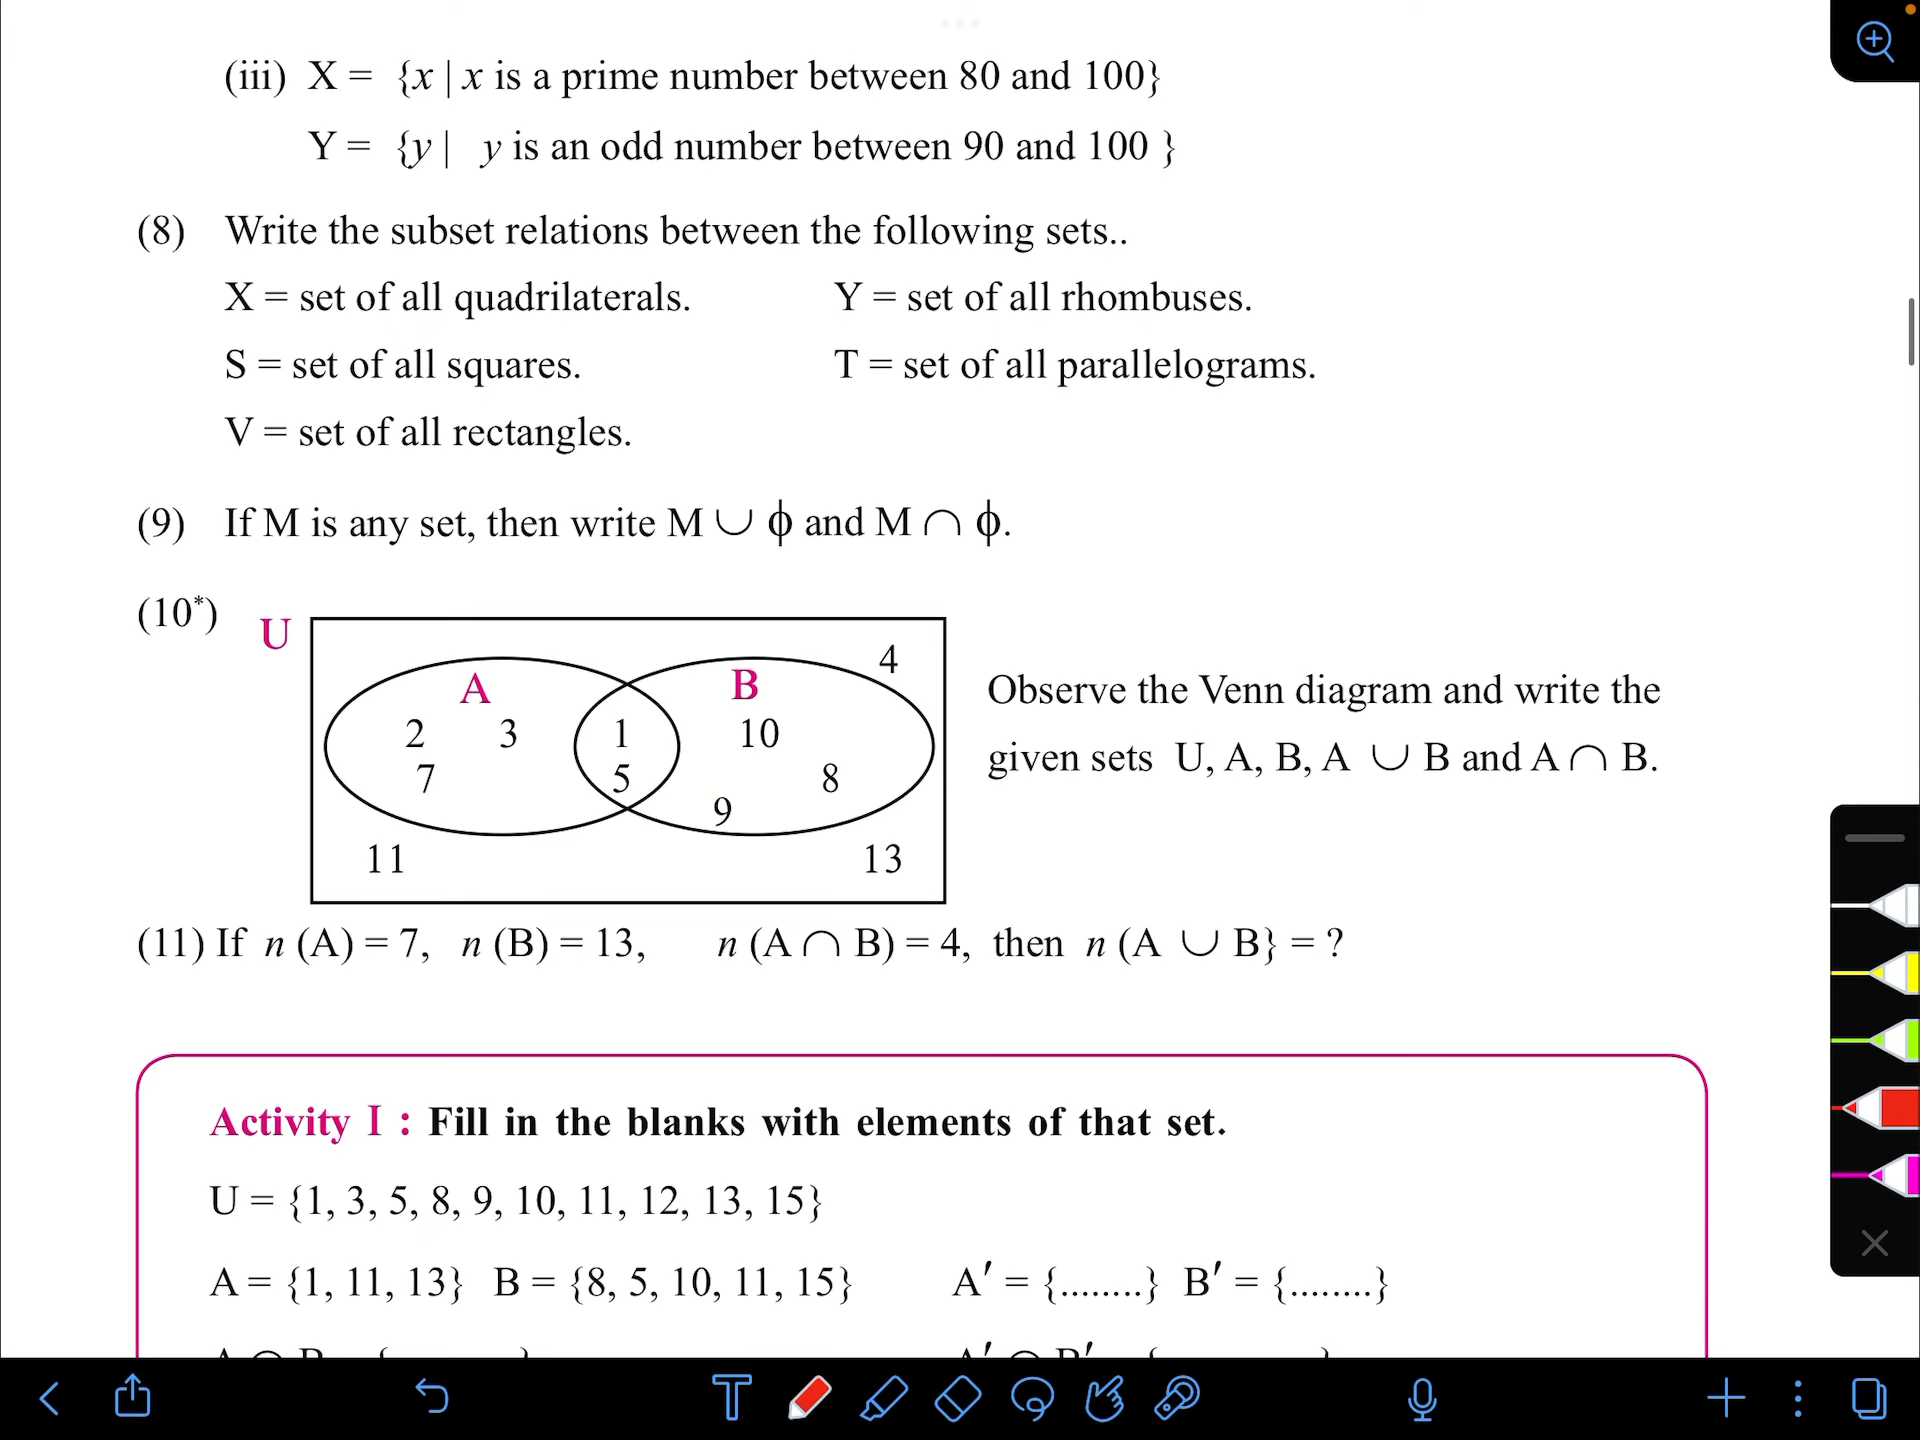 (iii) X = {x | x is a prime number between 80 and 100}
Y = {y | y is an odd number between 90 and 100 }
(8) Write the subset relations between the following sets..
X = set of all quadrilaterals. Y = set of all rhombuses.
S = set of all squares. T = set of all parallelograms.
V = set of all rectangles.
(9) If M is any set, then write M ∪ ϕ and M ∩ ϕ.
(10*)
U
4
A B
2 3 1 10
7 5 8
9
11 13
Observe the Venn diagram and write the
given sets U, A, B, A ∪ B and A ∩ B.
(11) If n (A) = 7, n (B) = 13, n (A ∩ B) = 4, then n (A ∪ B} = ?
Activity I : Fill in the blanks with elements of that set.
U = {1, 3, 5, 8, 9, 10, 11, 12, 13, 15}
A = {1, 11, 13} B = {8, 5, 10, 11, 15} A′ = {........} B′ = {........}